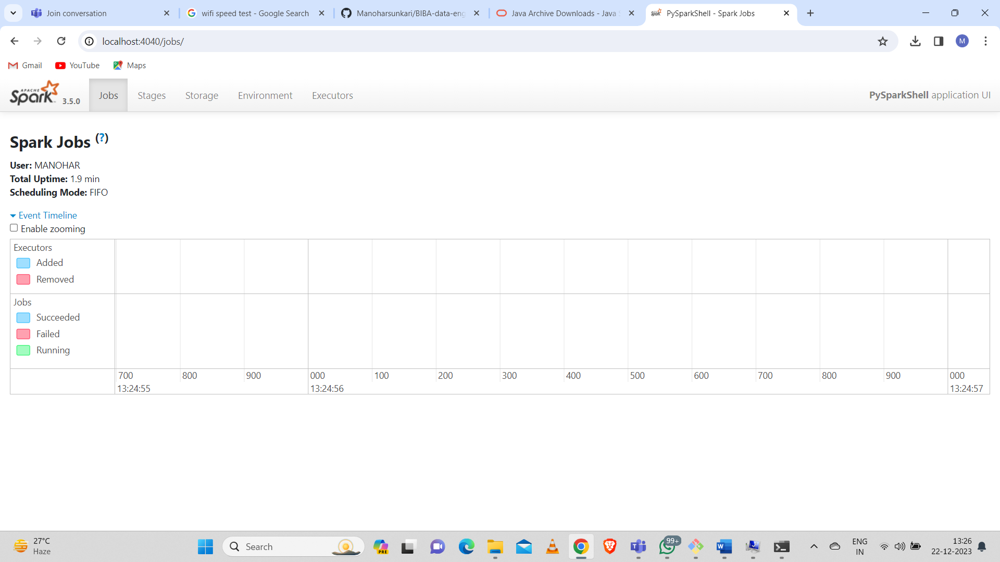 Join conversation
wifi speed test - Google Search
Manoharsunkari/BIBA-data-eng
Java Archive Downloads - Java S
PySparkShell - Spark Jobs
localhost:4040/jobs/
M
Gmail
YouTube
Maps
APACHE
Spark 3.5.0
Jobs
Stages
Storage
Environment
Executors
PySparkShell application UI
Spark Jobs (?)
User: MANOHAR
Total Uptime: 1.9 min
Scheduling Mode: FIFO
Event Timeline
Enable zooming
Executors
Added
Removed
Jobs
Succeeded
Failed
Running
700 800 900 000 100 200 300 400 500 600 700 800 900 000
13:24:55 13:24:56 13:24:57
27°C
Haze
Search
PRE
99+
ENG
IN
13:26
22-12-2023